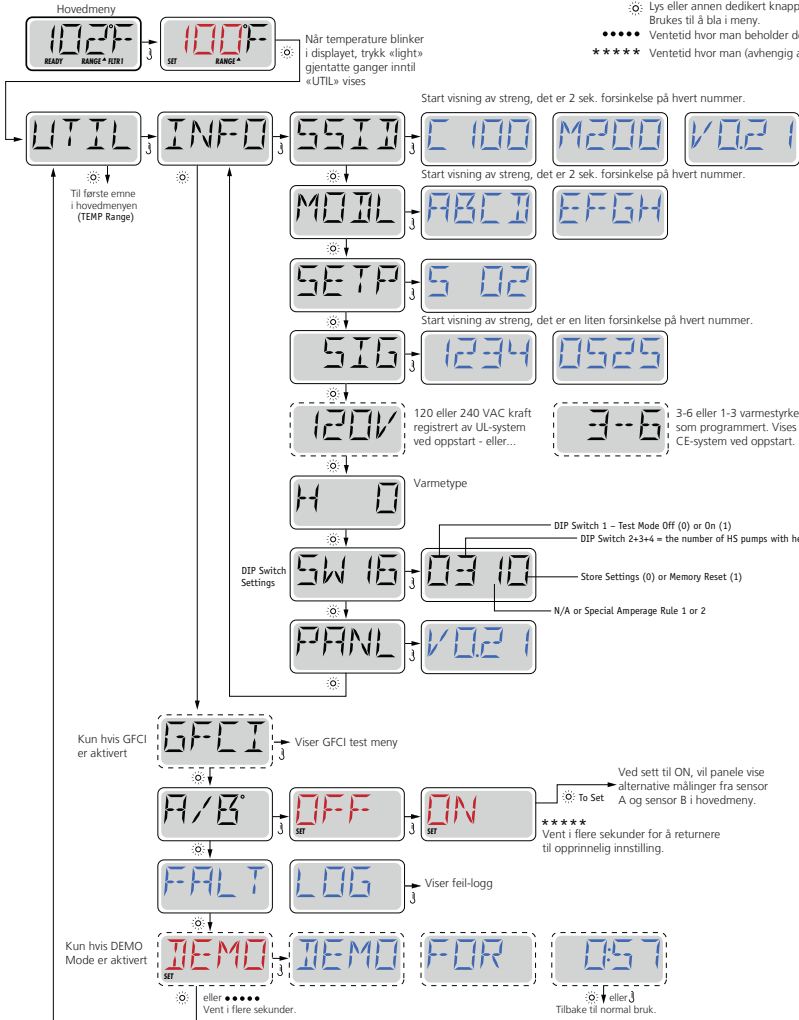 Hovedmeny
Lys eller annen dedikert knapp
Brukes til å bla i meny.
Ventetid hvor man beholder
***** Ventetid hvor man (avhengig
102°F
READY RANGE FLTR1
100°F
SET RANGE
Når temperature blinker
i displayet, trykk «light»
gjentatte ganger inntil
«UTIL» vises
Start visning av streng, det er 2 sek. forsinkelse på hvert nummer.
UTIL
INFO
SSID
C 100
M200
V0.21
Til første emne
i hovedmenyen
(TEMP Range)
Start visning av streng, det er 2 sek. forsinkelse på hvert nummer.
MODL
ABCD
EFGH
SETP
S 02
Start visning av streng, det er en liten forsinkelse på hvert nummer.
SIG
1234
0525
120V
120 eller 240 VAC kraft
registrert av UL-system
ved oppstart - eller...
3-6
3-6 eller 1-3 varmestyrke
som programmert. Vises
CE-system ved oppstart.
H 0
Varmetype
DIP Switch 1 – Test Mode Off (0) or On (1)
DIP Switch 2+3+4 = the number of HS pumps with
DIP Switch
Settings
SW 16
0310
Store Settings (0) or Memory Reset (1)
N/A or Special Amperage Rule 1 or 2
PANL
V0.21
Kun hvis GFCI
er aktivert
GFCI
Viser GFCI test meny
A/B°
OFF
SET
ON
SET
To Set
Ved sett til ON, vil panele vise
alternative målinger fra sensor
A og sensor B i hovedmeny.
*****
Vent i flere sekunder for å returnere
til opprinnelig innstilling.
FALT
LOG
Viser feil-logg
Kun hvis DEMO
Mode er aktivert
DEMO
SET
DEMO
FOR
0:57
eller •••••
Vent i flere sekunder.
eller
Tilbake til normal bruk.